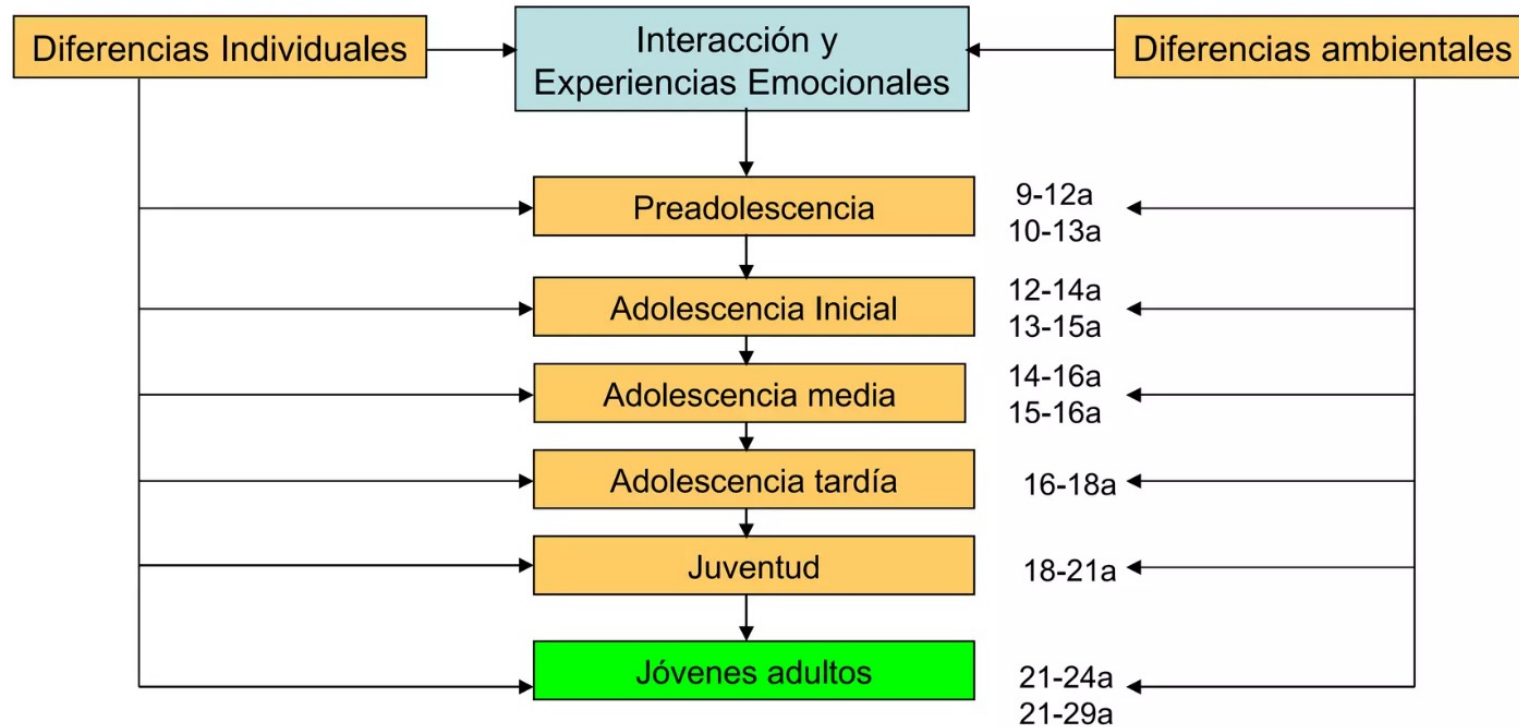 Diferencias Individuales
Interacción y
Experiencias Emocionales
Diferencias ambientales
Preadolescencia
9-12a
10-13a
Adolescencia Inicial
12-14a
13-15a
Adolescencia media
14-16a
15-16a
Adolescencia tardía
16-18a
Juventud
18-21a
Jóvenes adultos
21-24a
21-29a